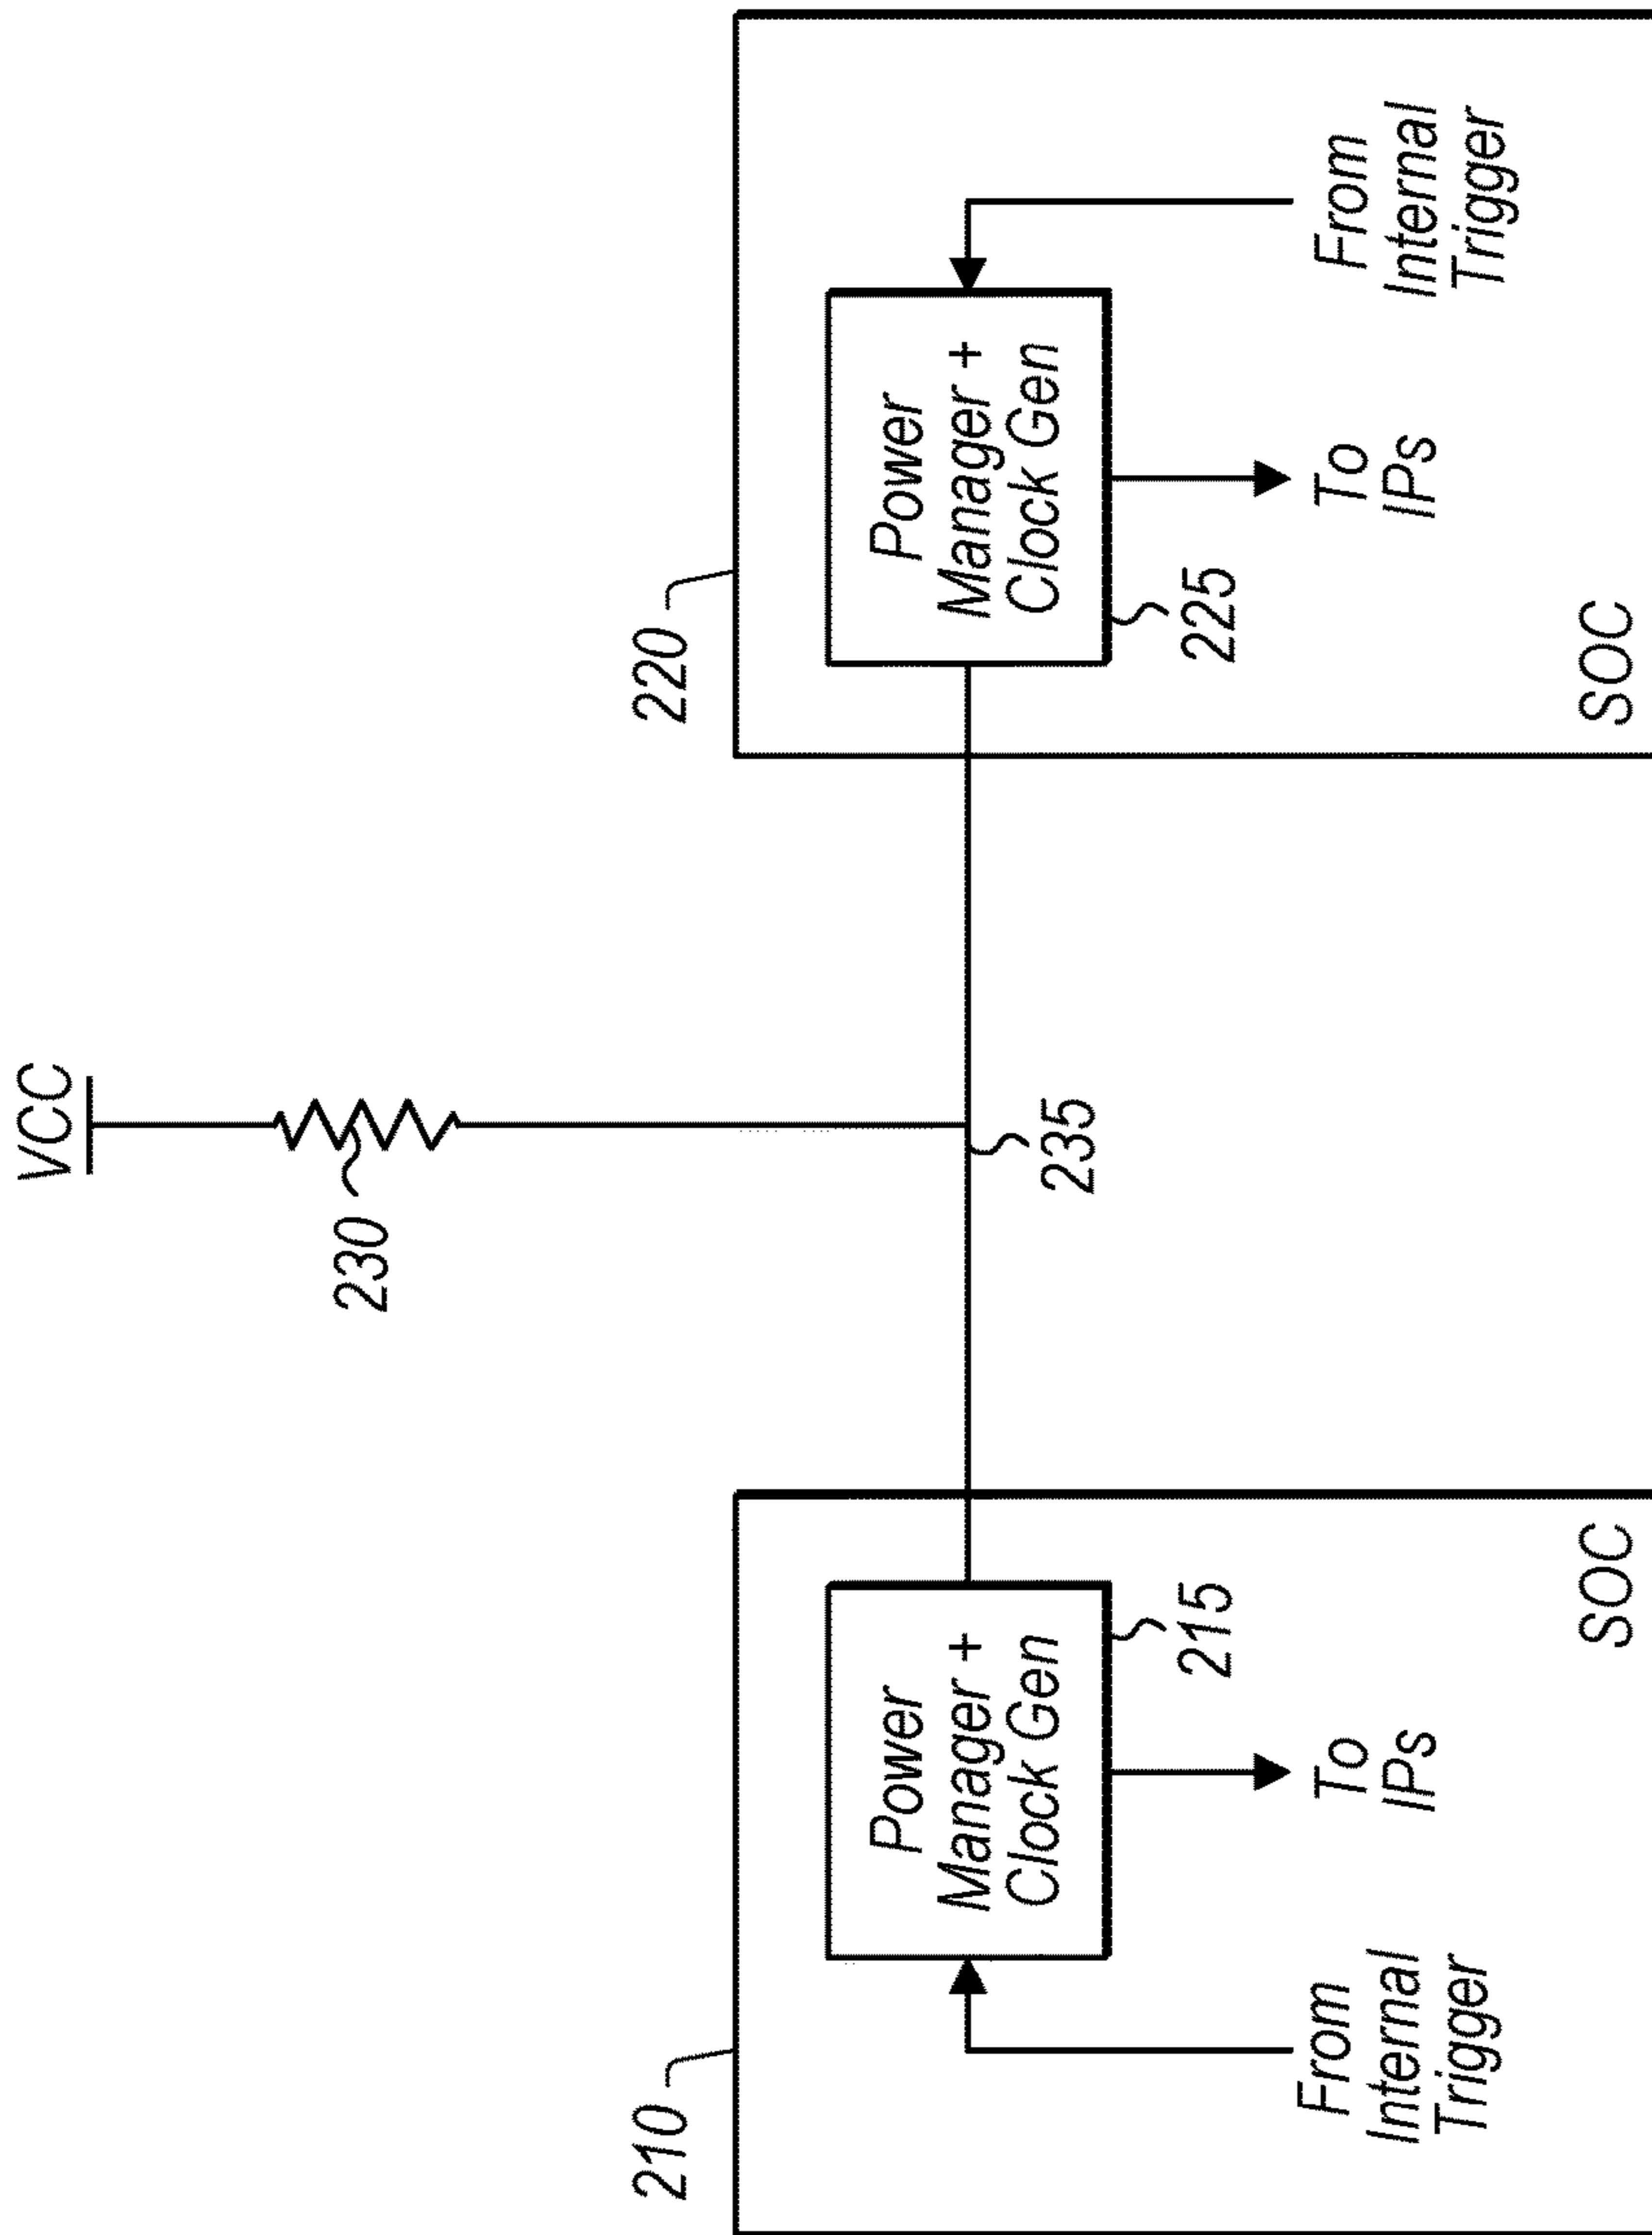 VCC
230
210
220
Power
Manager +
Clock Gen
215
235
Power
Manager +
Clock Gen
225
From
Internal
Trigger
To
IPs
To
IPs
From
Internal
Trigger
SOC
SOC